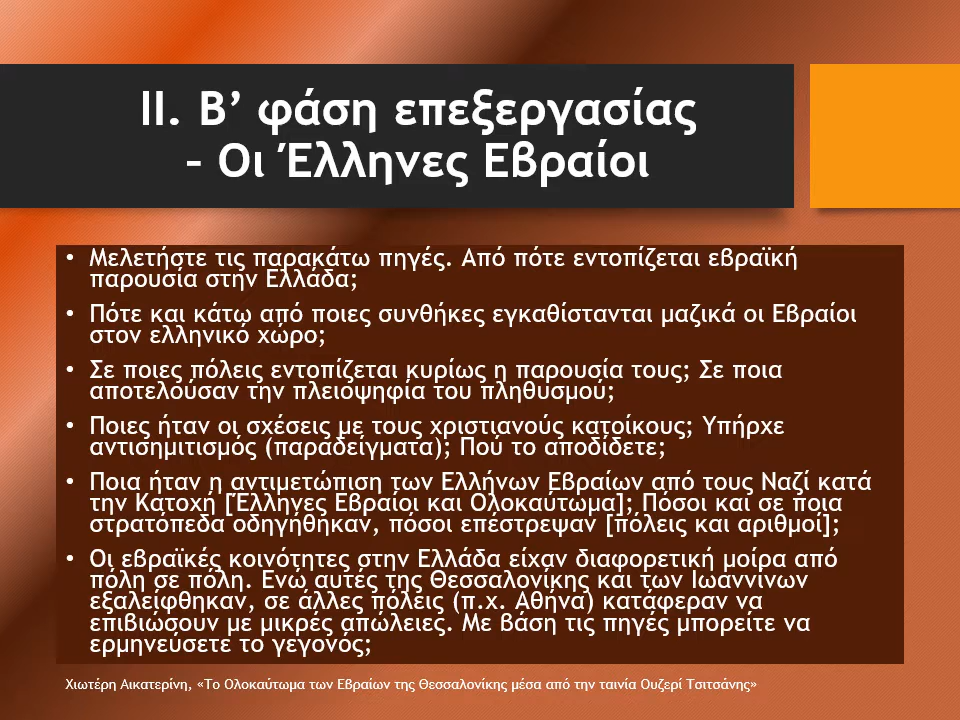 II. Β’ φάση επεξεργασίας
– Οι Έλληνες Εβραίοι
• Μελετήστε τις παρακάτω πηγές. Από πότε εντοπίζεται εβραϊκή
παρουσία στην Ελλάδα;
• Πότε και κάτω από ποιες συνθήκες εγκαθίστανται μαζικά οι Εβραίοι
στον ελληνικό χώρο;
• Σε ποιες πόλεις εντοπίζεται κυρίως η παρουσία τους; Σε ποια
αποτελούσαν την πλειοψηφία του πληθυσμού;
• Ποιες ήταν οι σχέσεις με τους χριστιανούς κατοίκους; Υπήρχε
αντισημιτισμός (παραδείγματα); Πού το αποδίδετε;
• Ποια ήταν η αντιμετώπιση των Ελλήνων Εβραίων από τους Ναζί κατά
την Κατοχή [Έλληνες Εβραίοι και Ολοκαύτωμα]; Πόσοι και σε ποια
στρατόπεδα οδηγήθηκαν, πόσοι επέστρεψαν [πόλεις και αριθμοί];
• Οι εβραϊκές κοινότητες στην Ελλάδα είχαν διαφορετική μοίρα από
πόλη σε πόλη. Ενώ αυτές της Θεσσαλονίκης και των Ιωαννίνων
εξαλείφθηκαν, σε άλλες πόλεις (π.χ. Αθήνα) κατάφεραν να
επιβιώσουν με μικρές απώλειες. Με βάση τις πηγές μπορείτε να
ερμηνεύσετε το γεγονός;
Χιωτέρη Αικατερίνη, «Το Ολοκαύτωμα των Εβραίων της Θεσσαλονίκης μέσα από την ταινία Ουζερί Τσιτσάνης»